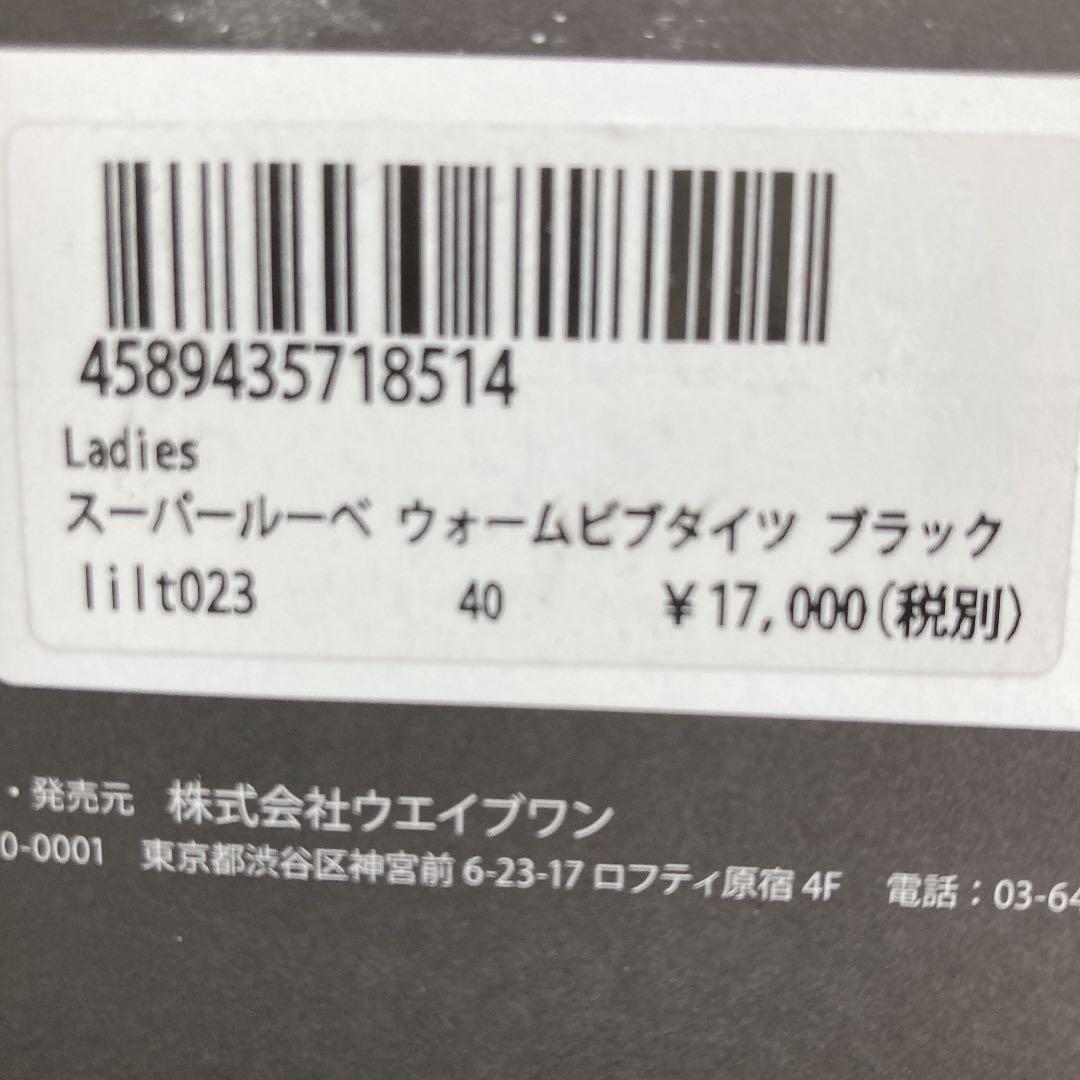 4589435718514
Ladies
スーパールーベ ウォームビブタイツ ブラック
lilt023 40 ¥17,000(税別)
・発売元 株式会社ウエイブワン
0-0001 東京都渋谷区神宮前 6-23-17 ロフティ原宿 4F 電話：03-64